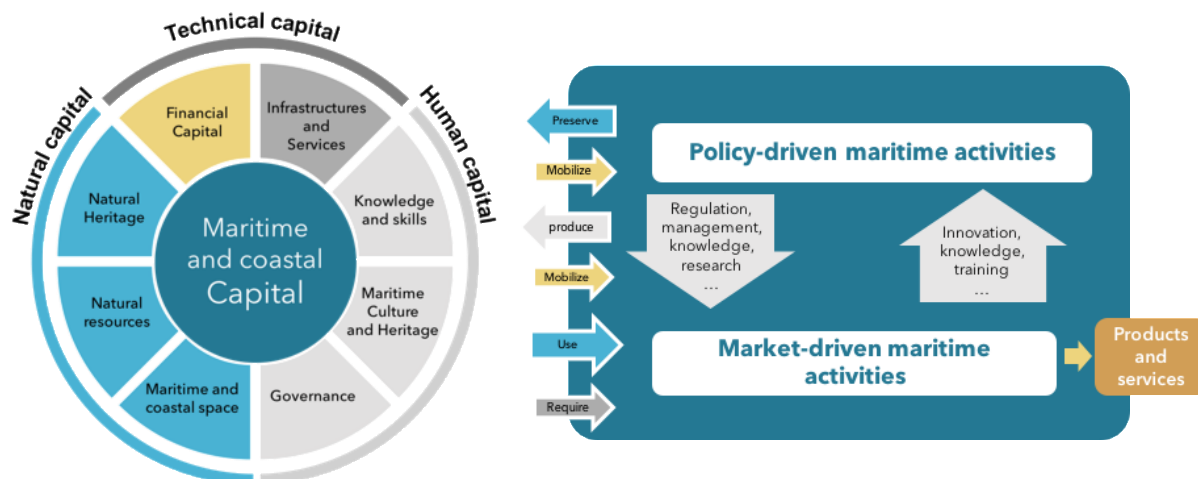 Technical capital
Natural capital
Human capital
Financial
Capital
Infrastructures
and
Services
Natural
Heritage
Knowledge
and skills
Maritime
and coastal
Capital
Natural
resources
Maritime
Culture
and Heritage
Maritime and
coastal space
Governance
Preserve
Mobilize
produce
Mobilize
Use
Require
Policy-driven maritime activities
Regulation,
management,
knowledge,
research
...
Innovation,
knowledge,
training
...
Market-driven maritime
activities
Products
and
services